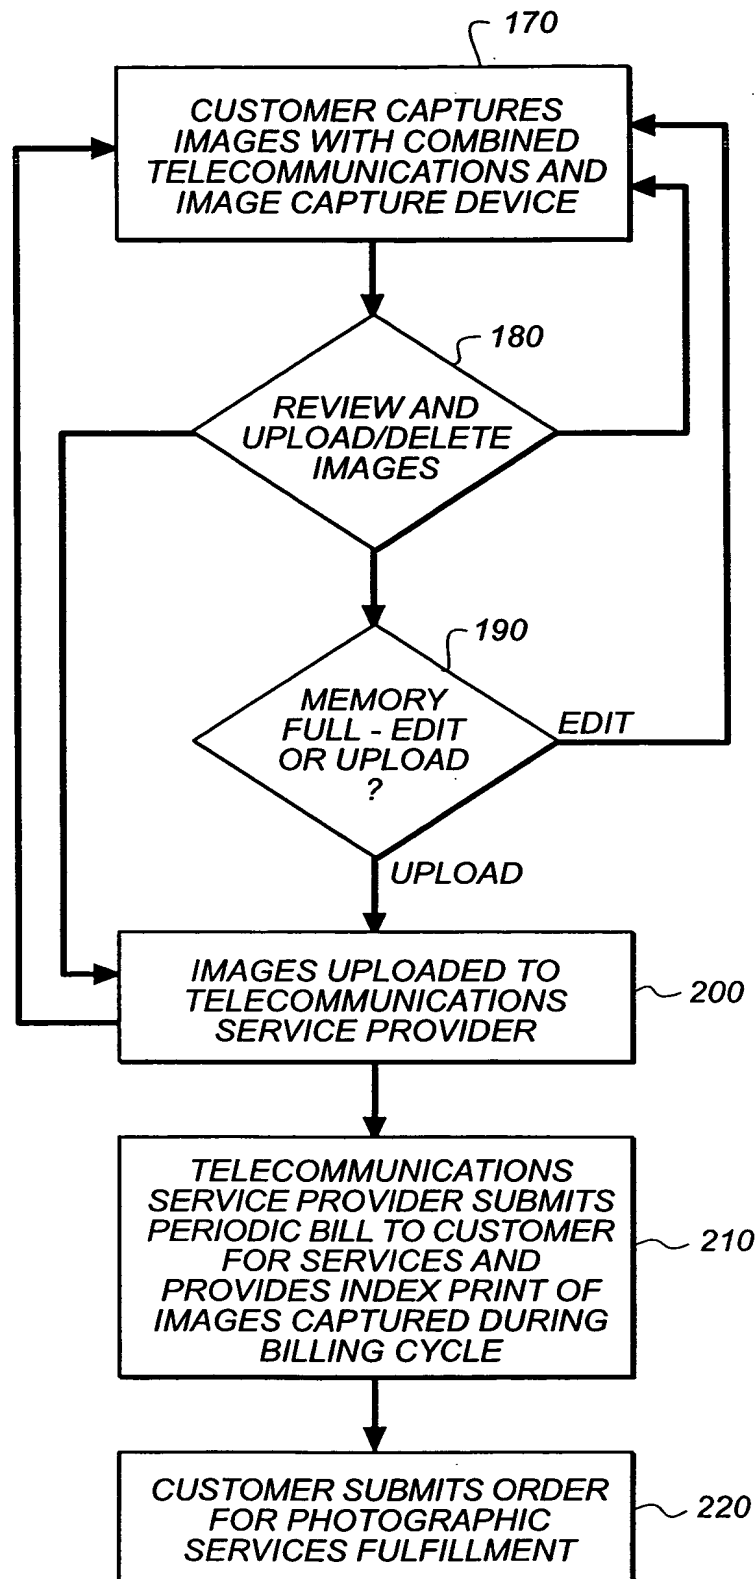 170
CUSTOMER CAPTURES
IMAGES WITH COMBINED
TELECOMMUNICATIONS AND
IMAGE CAPTURE DEVICE
180
REVIEW AND
UPLOAD/DELETE
IMAGES
190
MEMORY
FULL - EDIT
OR UPLOAD
?
EDIT
UPLOAD
IMAGES UPLOADED TO
TELECOMMUNICATIONS
SERVICE PROVIDER
200
TELECOMMUNICATIONS
SERVICE PROVIDER SUBMITS
PERIODIC BILL TO CUSTOMER
FOR SERVICES AND
PROVIDES INDEX PRINT OF
IMAGES CAPTURED DURING
BILLING CYCLE
210
CUSTOMER SUBMITS ORDER
FOR PHOTOGRAPHIC
SERVICES FULFILLMENT
220